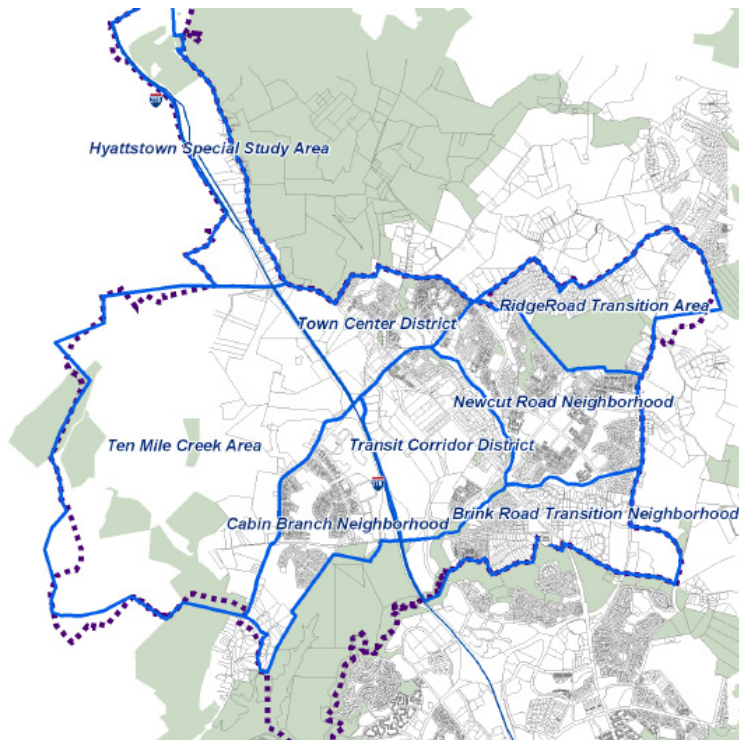 Hyattstown Special Study Area
RidgeRoad Transition Area
Town Center District
Newcut Road Neighborhood
Ten Mile Creek Area
Transit Corridor District
Brink Road Transition Neighborhood
Cabin Branch Neighborhood